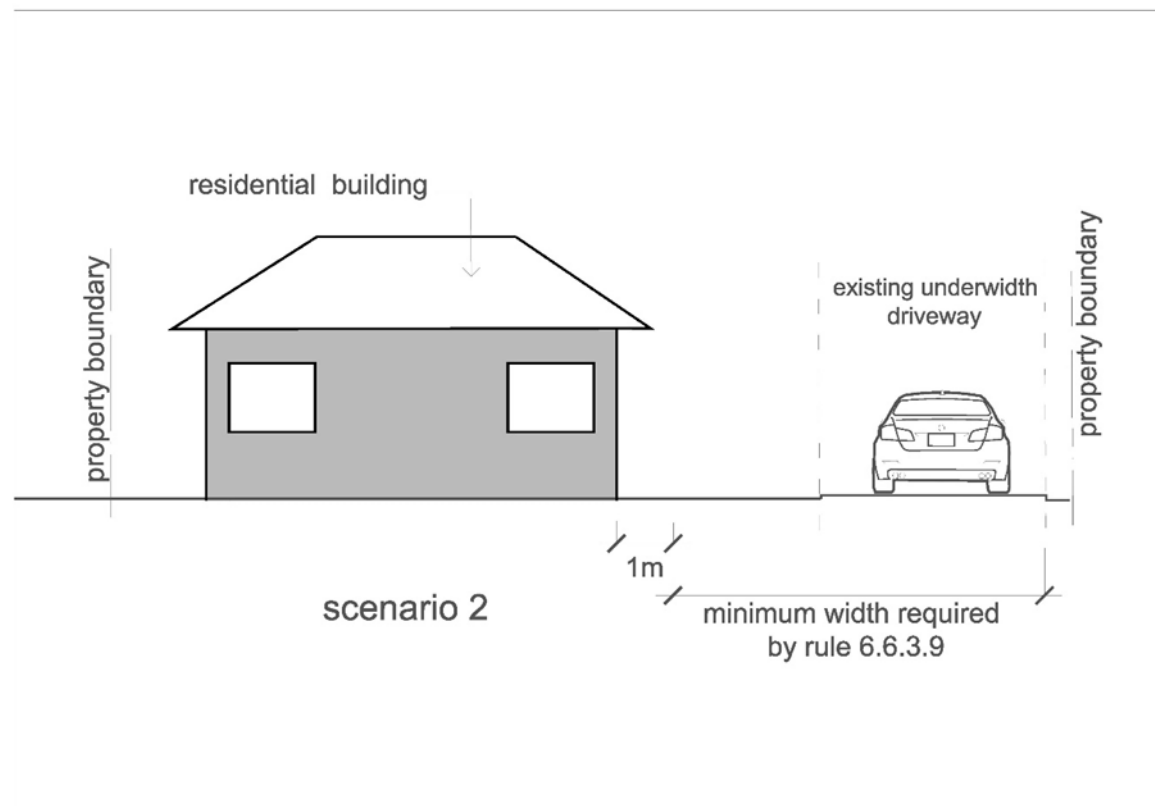 residential building
property boundary
existing underwidth
driveway
property boundary
1m
scenario 2
minimum width required
by rule 6.6.3.9